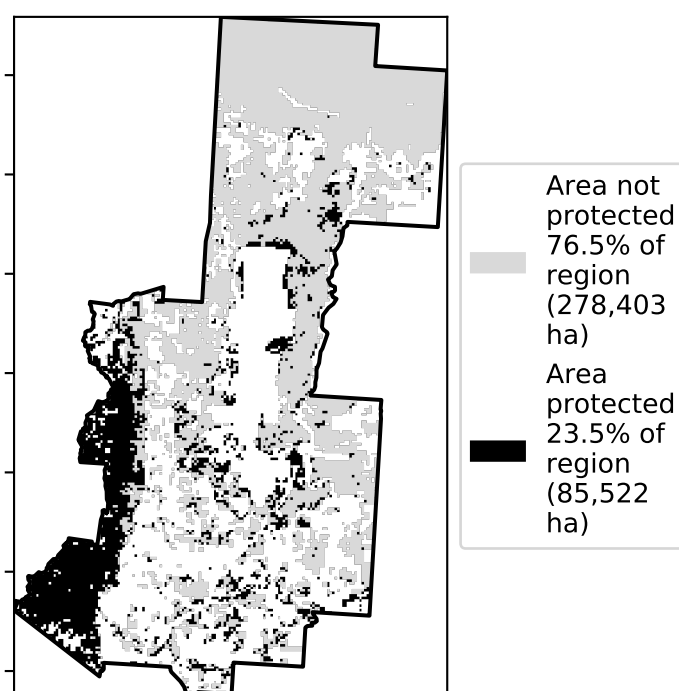 Area not
protected
76.5% of
region
(278,403
ha)
Area
protected
23.5% of
region
(85,522
ha)